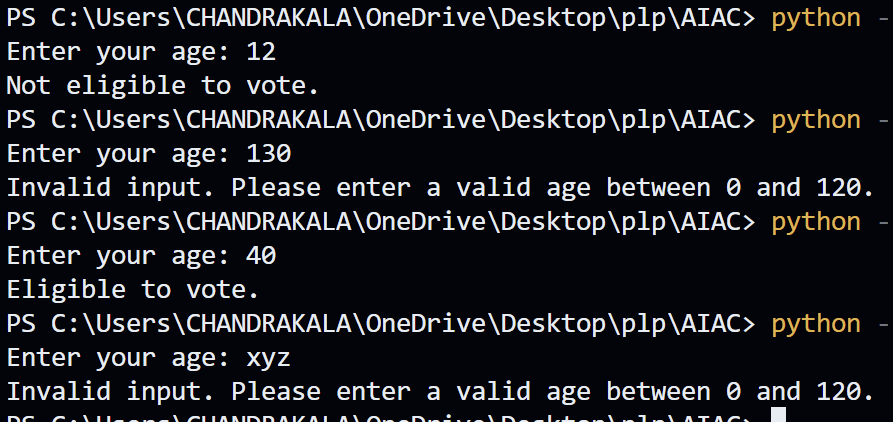 PS C:\Users\CHANDRAKALA\OneDrive\Desktop\plp\AIAC> python -
Enter your age: 12
Not eligible to vote.
PS C:\Users\CHANDRAKALA\OneDrive\Desktop\plp\AIAC> python -
Enter your age: 130
Invalid input. Please enter a valid age between 0 and 120.
PS C:\Users\CHANDRAKALA\OneDrive\Desktop\plp\AIAC> python -
Enter your age: 40
Eligible to vote.
PS C:\Users\CHANDRAKALA\OneDrive\Desktop\plp\AIAC> python -
Enter your age: xyz
Invalid input. Please enter a valid age between 0 and 120.
PS C:\Users\CHANDRAKALA\OneDrive\Desktop\plp\AIAC>